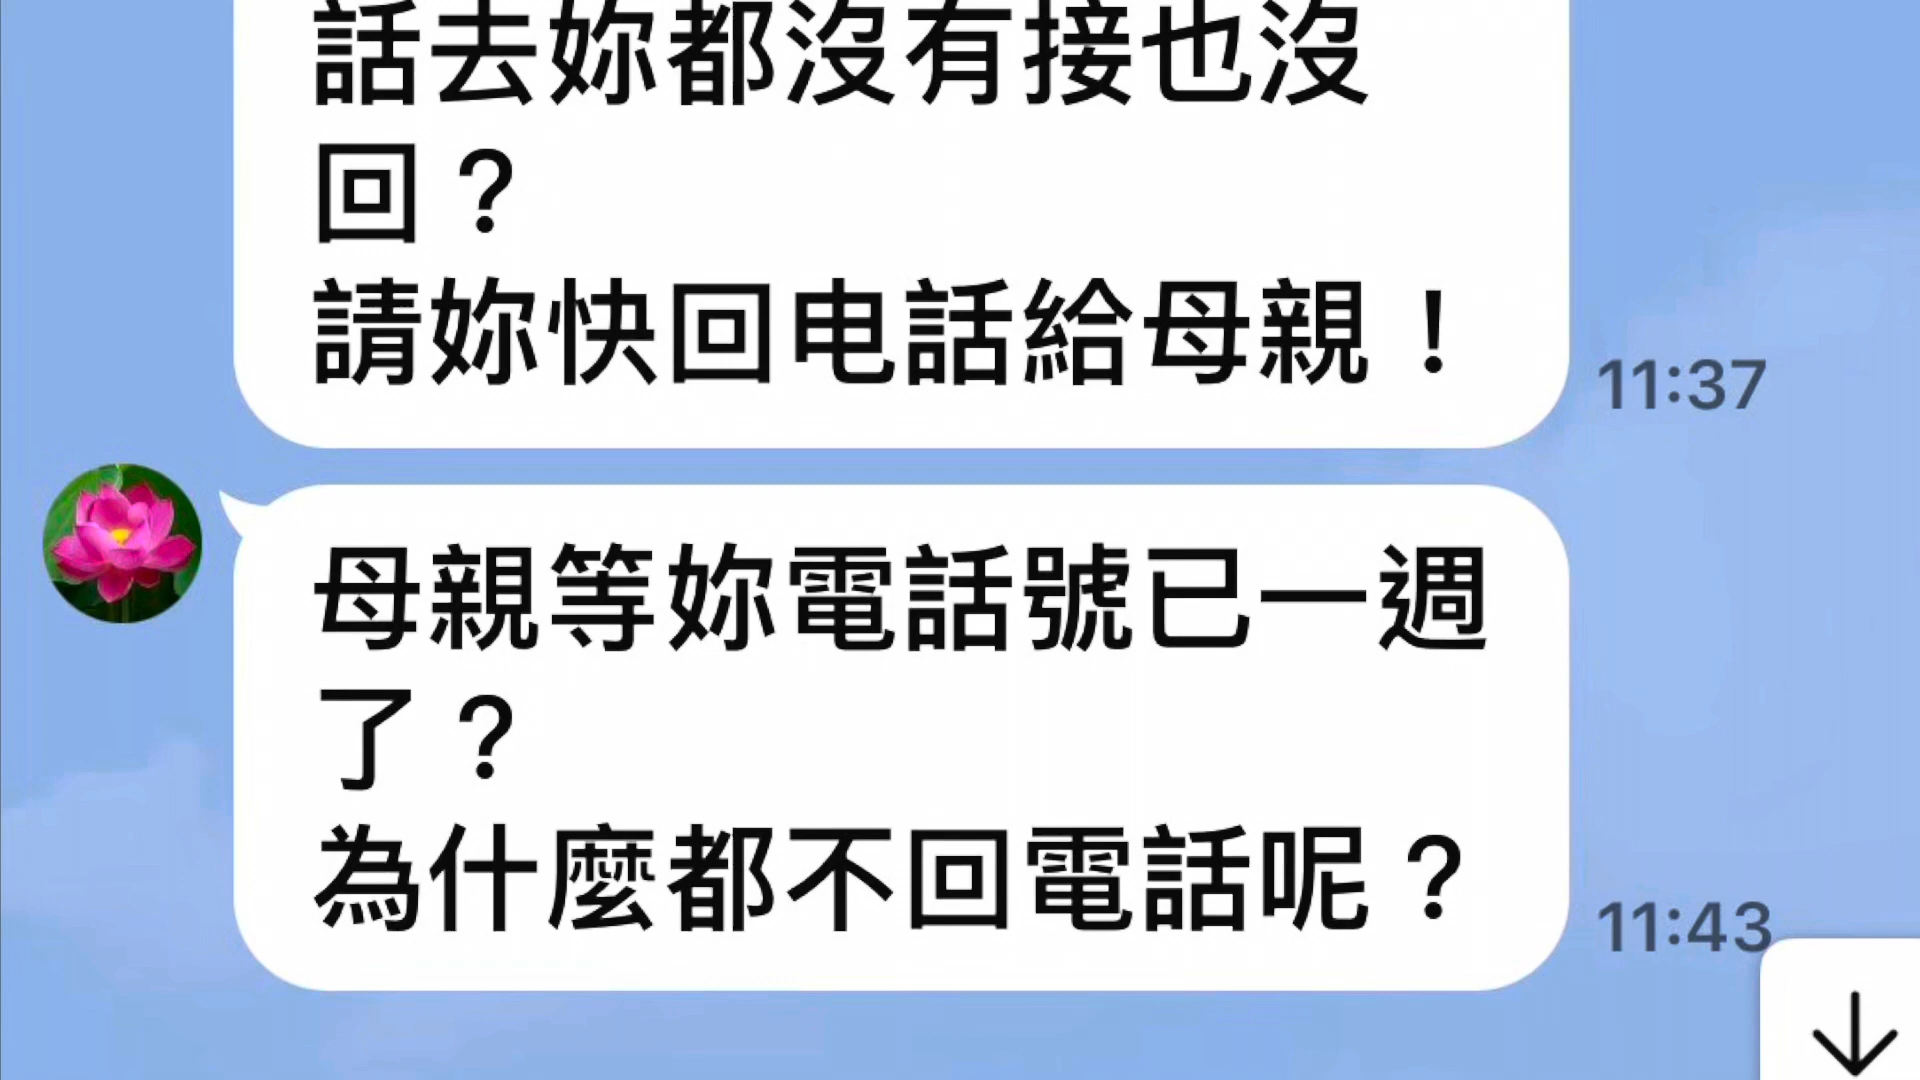 話去妳都沒有接也沒
回？
請妳快回电話給母親！
11:37
母親等妳電話號已一週
了？
為什麼都不回電話呢？
11:43